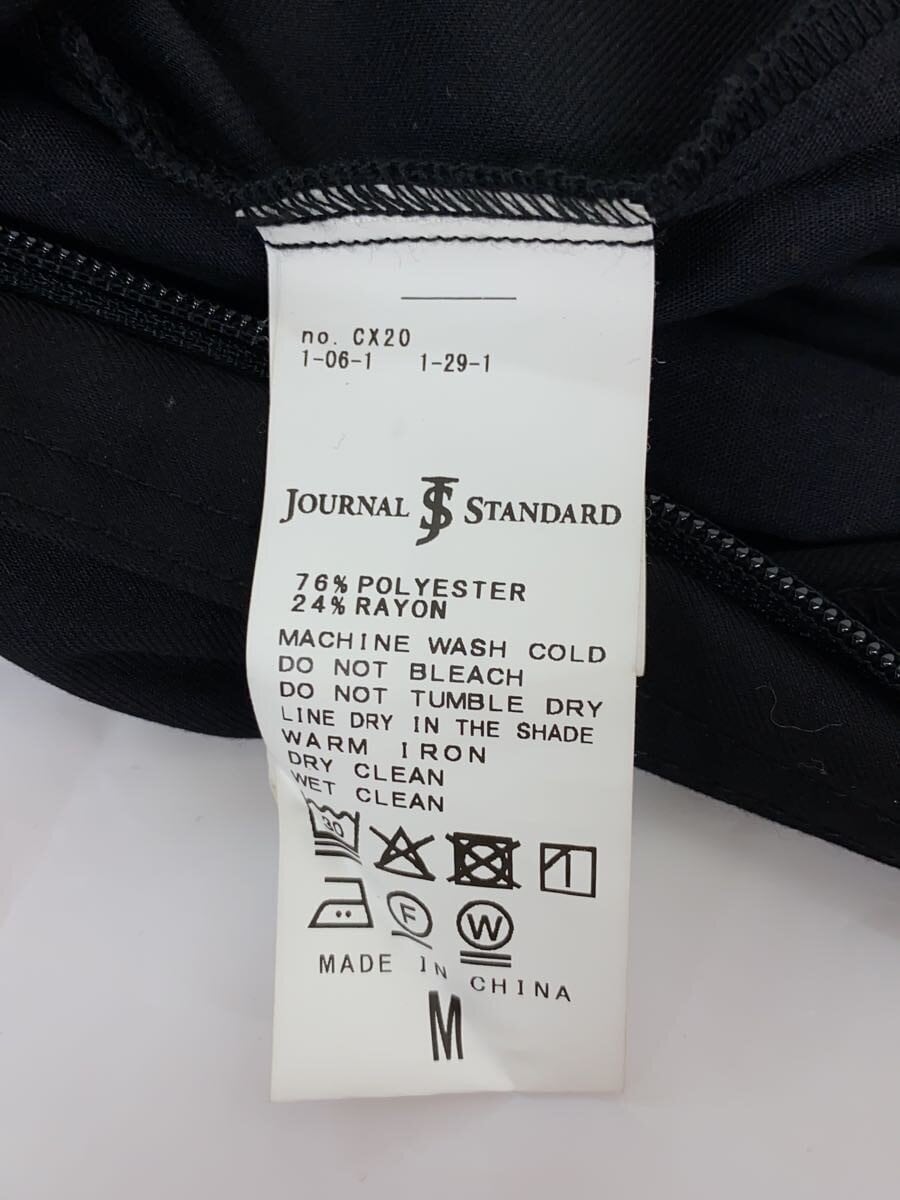 no. CX20
1-06-1 1-29-1
JOURNAL JS STANDARD
76% POLYESTER
24% RAYON
MACHINE WASH COLD
DO NOT BLEACH
DO NOT TUMBLE DRY
LINE DRY IN THE SHADE
WARM IRON
DRY CLEAN
WET CLEAN
30
F W
MADE IN CHINA
M